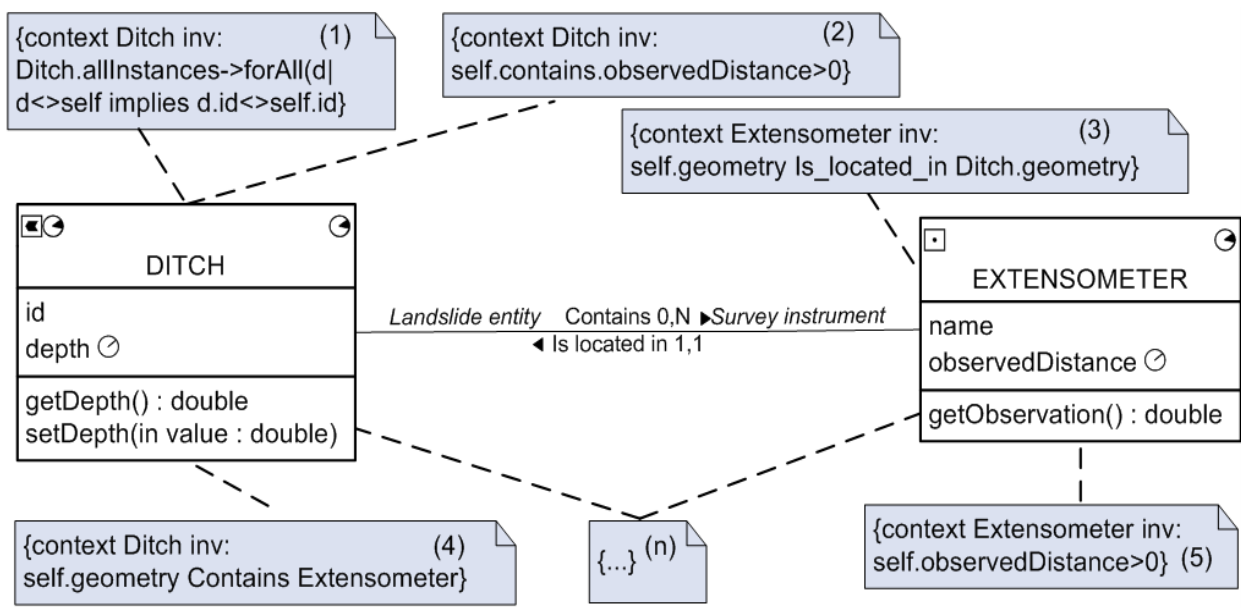 {context Ditch inv: (1)
Ditch.allInstances->forAll(d|
d<>self implies d.id<>self.id}
{context Ditch inv: (2)
self.contains.observedDistance>0}
{context Extensometer inv: (3)
self.geometry Is_located_in Ditch.geometry}
DITCH
id
depth
getDepth() : double
setDepth(in value : double)
Landslide entity Contains 0,N Survey instrument
Is located in 1,1
EXTENSOMETER
name
observedDistance
getObservation() : double
{context Ditch inv: (4)
self.geometry Contains Extensometer}
{...} (n)
{context Extensometer inv:
self.observedDistance>0} (5)